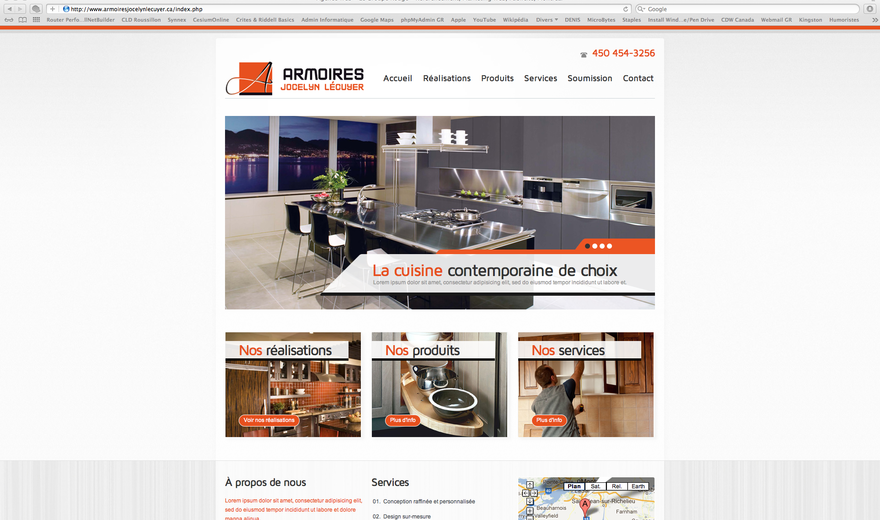 http://www.armoiresjocelynlecuyer.ca/index.php
Google
Router Perfo...llNetBuilder CLD Roussillon Synnex CesiumOnline Crites & Riddell Basics Admin Informatique Google Maps phpMyAdmin GR Apple YouTube Wikipédia Divers DENIS MicroBytes Staples Install Wind...e/Pen Drive CDW Canada Webmail GR Kingston Humoristes
450 454-3256
ARMOIRES
JOCELYN LÉCUYER
Accueil Réalisations Produits Services Soumission Contact
La cuisine contemporaine de choix
Lorem ipsum dolor sit amet, consectetur adipisicing elit, sed do eiusmod tempor incididunt ut labore et.
Nos réalisations
Voir nos réalisations
Nos produits
Plus d'info
Nos services
Plus d'info
À propos de nous
Lorem ipsum dolor sit amet, consectetur adipisicing elit,
sed do eiusmod tempor incididunt ut labore et dolore
magna aliqua.
Services
01. Conception raffinée et personnalisée
02. Design sur-mesure
Plan Sat. Rel. Earth
Beauharnois
Valleyfield
Saint-Jean-sur-Richelieu
Farnham
A